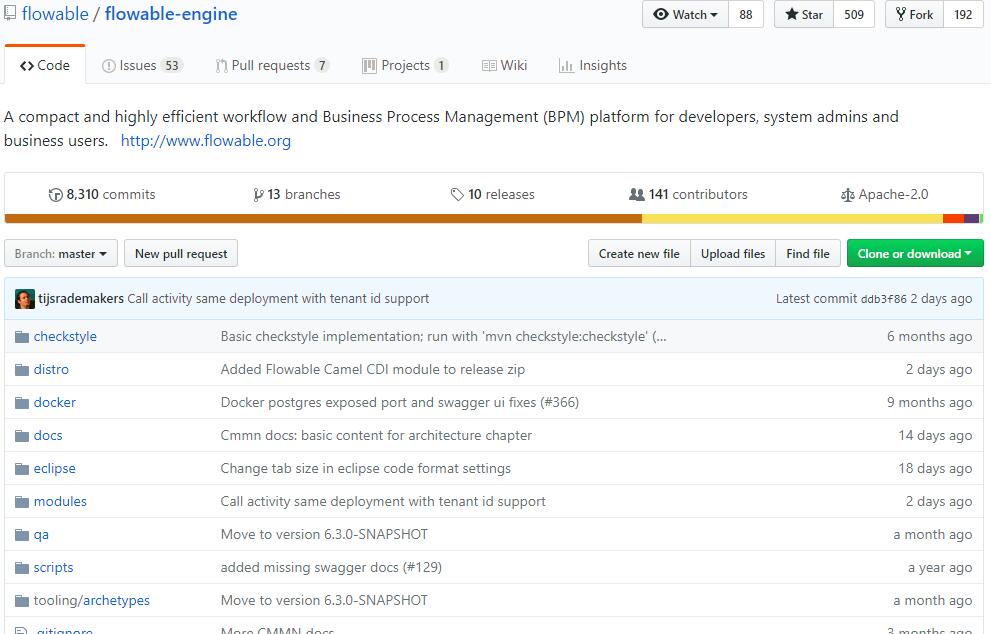 flowable / flowable-engine
Watch 88 Star 509 Fork 192
Code Issues 53 Pull requests 7 Projects 1 Wiki Insights
A compact and highly efficient workflow and Business Process Management (BPM) platform for developers, system admins and
business users. http://www.flowable.org
8,310 commits 13 branches 10 releases 141 contributors Apache-2.0
Branch: master New pull request Create new file Upload files Find file Clone or download
tijsrademakers Call activity same deployment with tenant id support Latest commit ddb3f86 2 days ago
checkstyle Basic checkstyle implementation; run with 'mvn checkstyle:checkstyle' (... 6 months ago
distro Added Flowable Camel CDI module to release zip 2 days ago
docker Docker postgres exposed port and swagger ui fixes (#366) 9 months ago
docs Cmmn docs: basic content for architecture chapter 14 days ago
eclipse Change tab size in eclipse code format settings 18 days ago
modules Call activity same deployment with tenant id support 2 days ago
qa Move to version 6.3.0-SNAPSHOT a month ago
scripts added missing swagger docs (#129) a year ago
tooling/archetypes Move to version 6.3.0-SNAPSHOT a month ago
.gitignore More CMMN docs 3 months ago